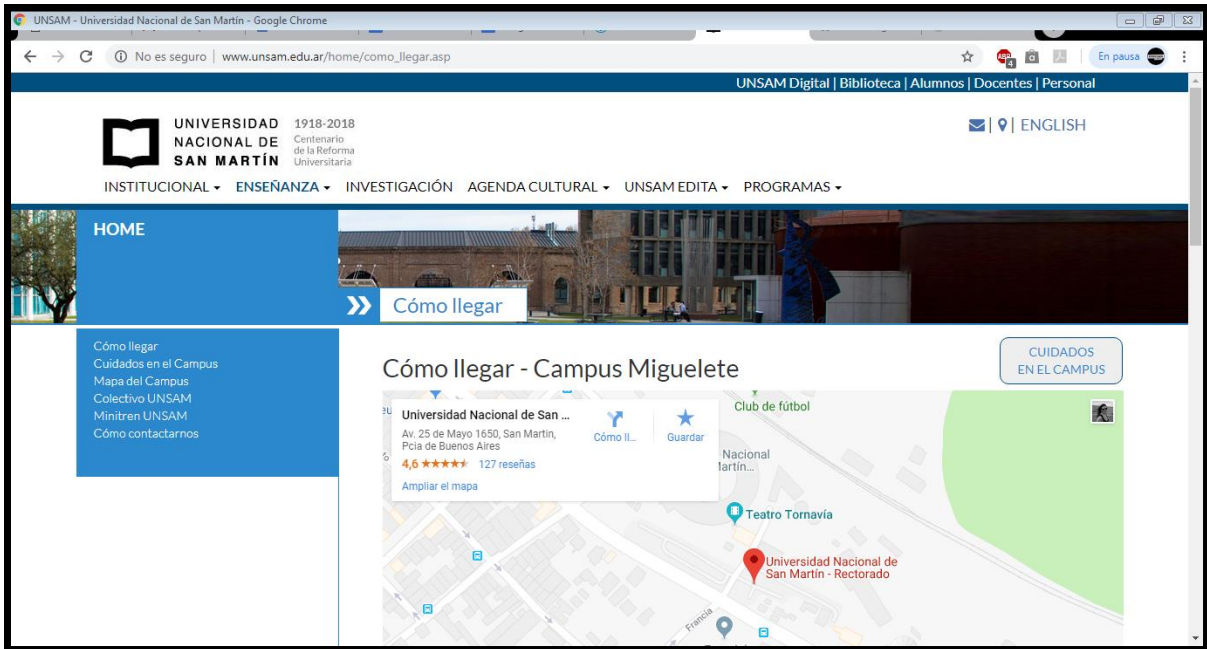 UNSAM - Universidad Nacional de San Martín - Google Chrome
No es seguro | www.unsam.edu.ar/home/como_llegar.asp
ABP
4
En pausa
UNSAM Digital | Biblioteca | Alumnos | Docentes | Personal
UNIVERSIDAD
NACIONAL DE
SAN MARTÍN
1918-2018
Centenario
de la Reforma
Universitaria
| | ENGLISH
INSTITUCIONAL ENSEÑANZA INVESTIGACIÓN AGENDA CULTURAL UNSAM EDITA PROGRAMAS
HOME
Cómo llegar
Cómo llegar
Cuidados en el Campus
Mapa del Campus
Colectivo UNSAM
Minitren UNSAM
Cómo contactarnos
Cómo llegar - Campus Miguelete
CUIDADOS
EN EL CAMPUS
Universidad Nacional de San ...
Av. 25 de Mayo 1650, San Martin,
Pcia de Buenos Aires
4,6 127 reseñas
Ampliar el mapa
Cómo ll...
Guardar
Club de fútbol
Nacional
Teatro Tornavía
Universidad Nacional de
San Martín - Rectorado
Francia